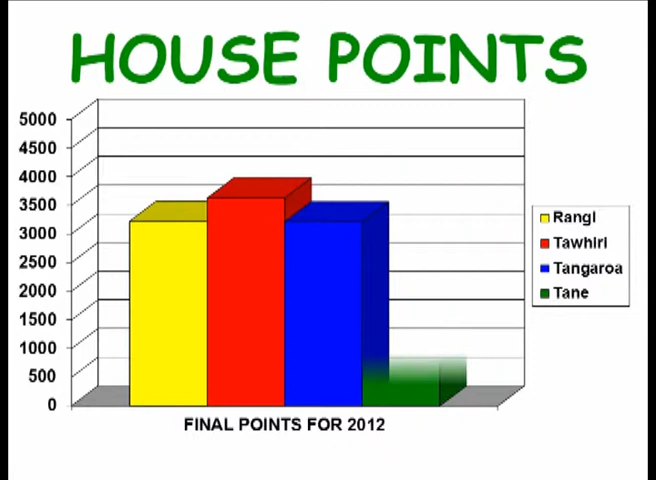 HOUSE POINTS
5000
4500
4000
3500
3000
2500
2000
1500
1000
500
0
Rangi
Tawhiri
Tangaroa
Tane
FINAL POINTS FOR 2012